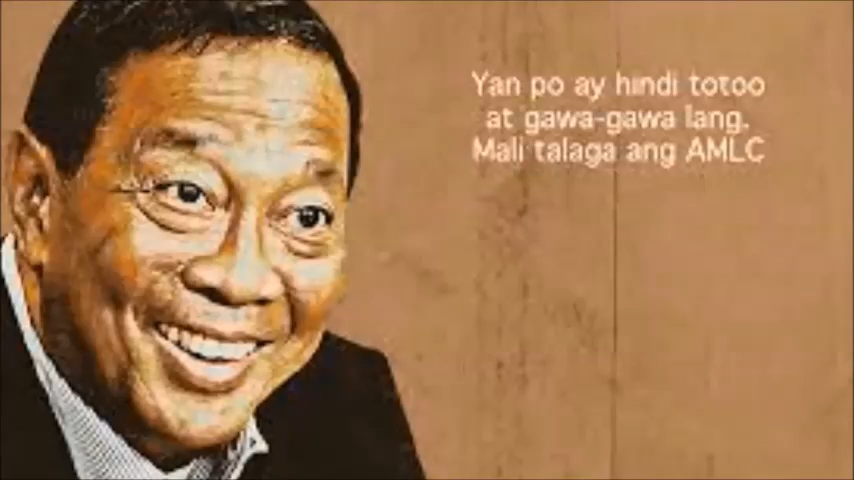 Yan po ay hindi totoo
at gawa-gawa lang.
Mali talaga ang AMLC